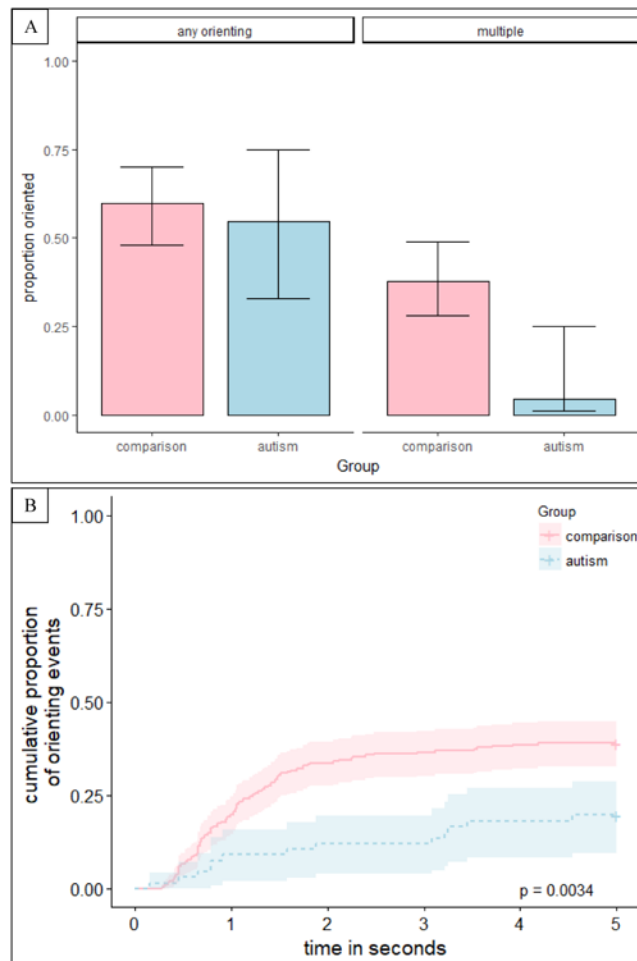 A
any orienting
multiple
1.00
0.75
0.50
0.25
0.00
proportion oriented
comparison
autism
comparison
autism
Group
B
1.00
0.75
0.50
0.25
0.00
cumulative proportion
of orienting events
Group
comparison
autism
p = 0.0034
0
1
2
3
4
5
time in seconds